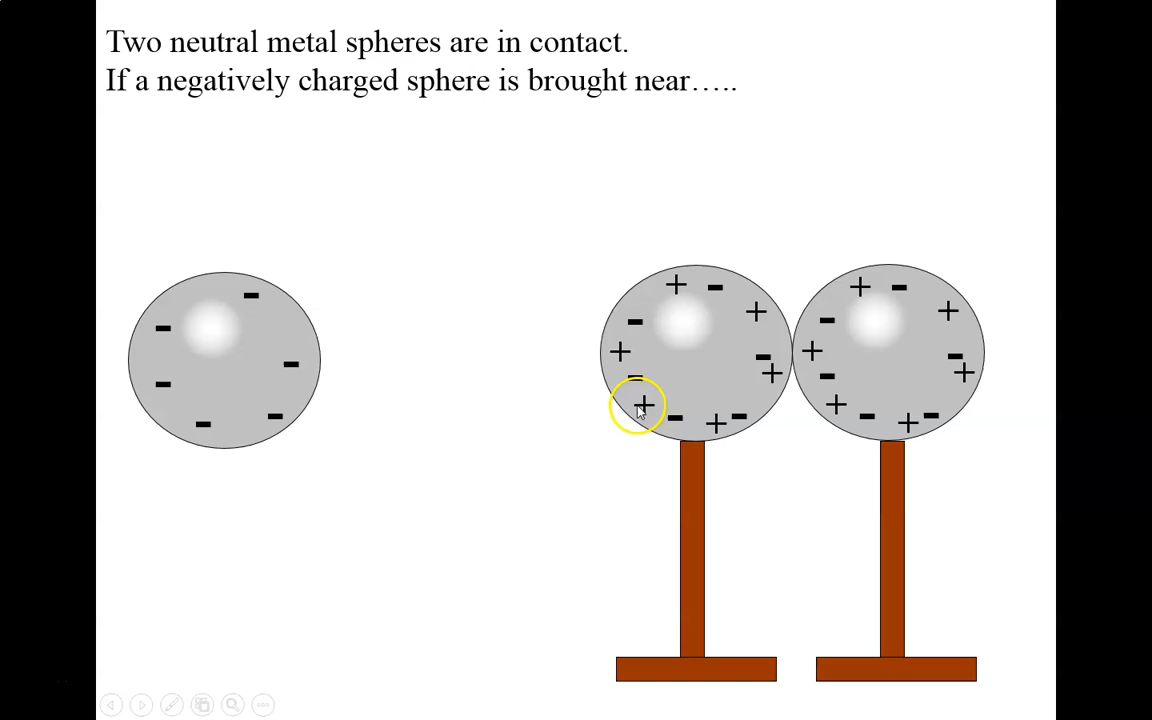 Two neutral metal spheres are in contact.
If a negatively charged sphere is brought near…..